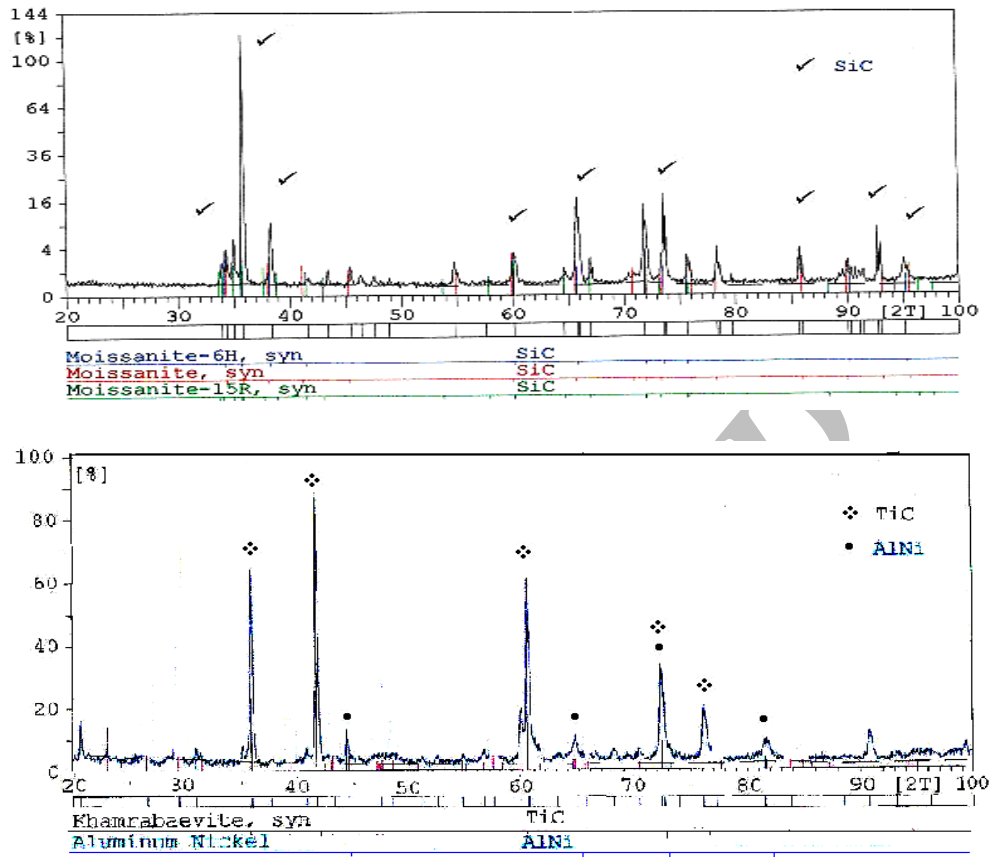 144
[%]
100
64
36
16
4
0
20 30 40 50 60 70 80 90 [2T] 100
SiC
Moissanite-6H, syn SiC
Moissanite, syn SiC
Moissanite-15R, syn SiC
100
[%]
80
60
40
20
0
20 30 40 50 60 70 80 90 [2T] 100
TiC
AlNi
Khamrabaevite, syn TiC
Aluminum Nickel AlNi